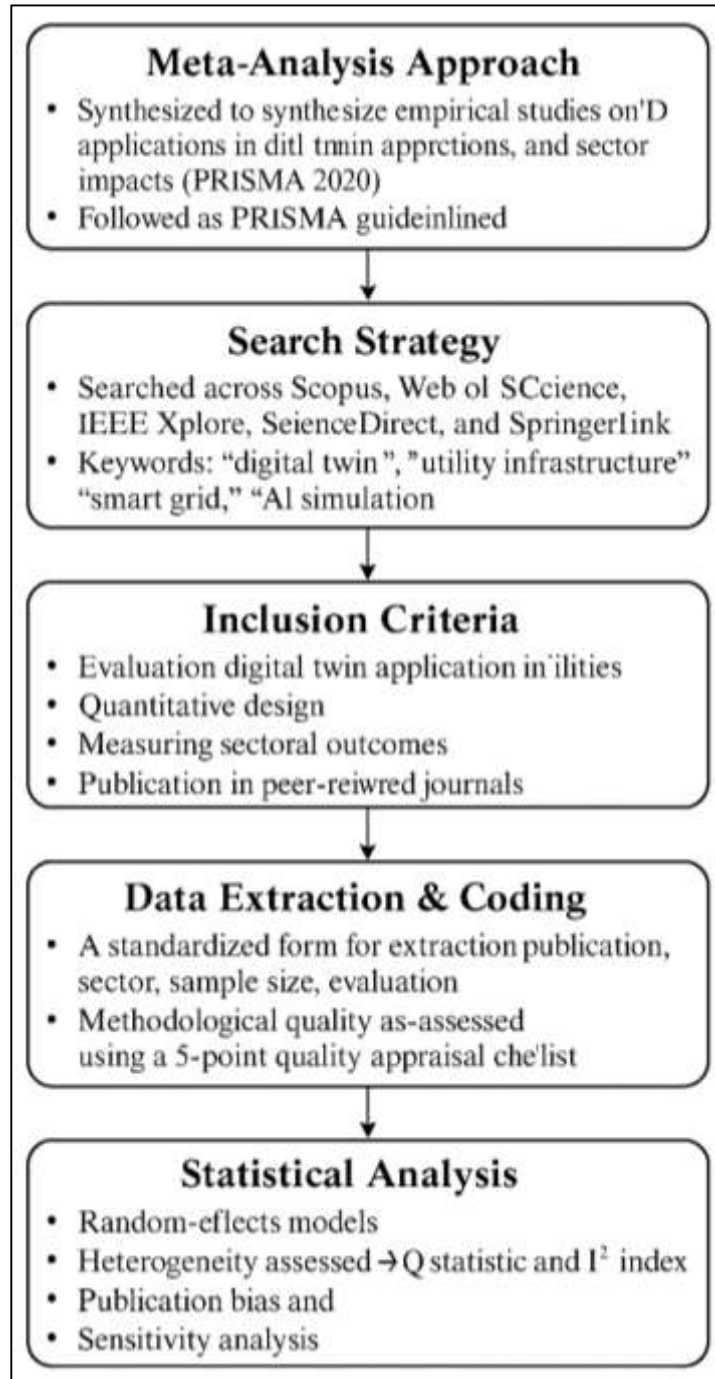 Meta-Analysis Approach
• Synthesized to synthesize empirical studies on'D
applications in ditl tmin apprctions, and sector
impacts (PRISMA 2020)
• Followed as PRISMA guideinlined
Search Strategy
• Searched across Scopus, Web ol SCcience,
IEEE Xplore, SeienceDirect, and Springerlink
• Keywords: “digital twin”, ”utility infrastructure”
“smart grid,” “Al simulation
Inclusion Criteria
• Evaluation digital twin application in'ilities
• Quantitative design
• Measuring sectoral outcomes
• Publication in peer-reiwred journals
Data Extraction & Coding
• A standardized form for extraction publication,
sector, sample size, evaluation
• Methodological quality as-assessed
using a 5-point quality appraisal che'list
Statistical Analysis
• Random-eflects models
• Heterogeneity assessed → Q statistic and I² index
• Publication bias and
• Sensitivity analysis